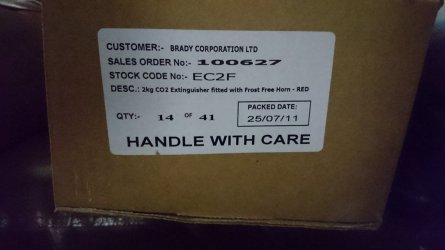 CUSTOMER:- BRADY CORPORATION LTD
SALES ORDER No:- 100627
STOCK CODE No:- EC2F
DESC.: 2kg CO2 Extinguisher fitted with Frost Free Horn - RED
PACKED DATE:
QTY:- 14 OF 41 25/07/11
HANDLE WITH CARE